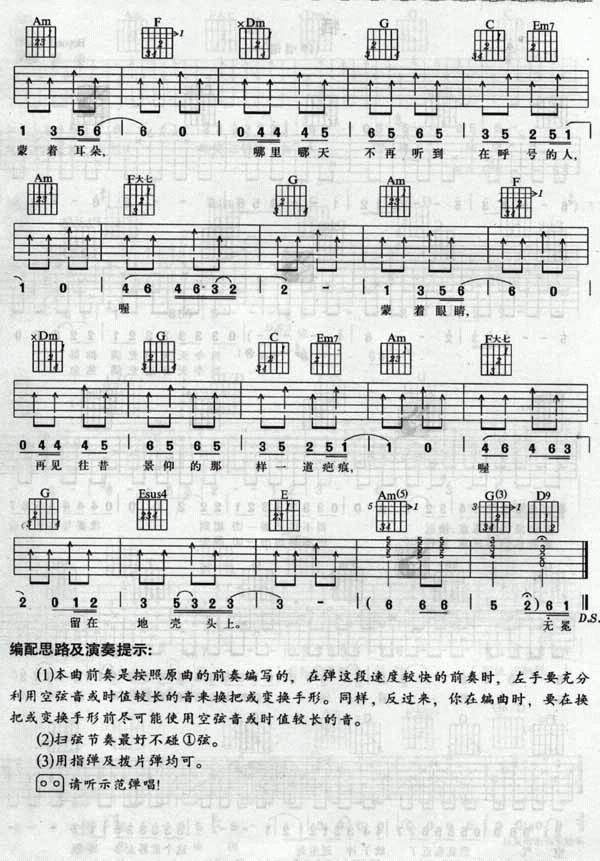 Am F ×Dm G C Em7
1 3 5 6 6 0 0 4 4 4 5 6 5 6 5 3 5 2 5 1
蒙着耳朵, 哪里哪天 不再听到 在呼号的人,
Am F大七 G Am F
1 0 4 6 4 6 3 2 2 - 1 3 5 6 6 0
喔 蒙着眼睛,
×Dm G C Em7 Am F大七
0 4 4 4 5 6 5 6 5 3 5 2 5 1 1 0 4 6 4 6 3
再见往昔 景仰的那 样一道疤痕, 喔
G Esus4 E Am(5) G(3) D9
2 0 1 2 3 5 3 2 3 3 - ( 6 6 6 5 2 ) 6 1
留在 地壳头上。 无冕 D.S.
编配思路及演奏提示:
(1)本曲前奏是按照原曲的前奏编写的，在弹这段速度较快的前奏时，左手要充分
利用空弦音或时值较长的音来换把或变换手形。同样，反过来，你在编曲时，要在换
把或变换手形前尽可能使用空弦音或时值较长的音。
(2)扫弦节奏最好不碰①弦。
(3)用指弹及拨片弹均可。
请听示范弹唱!